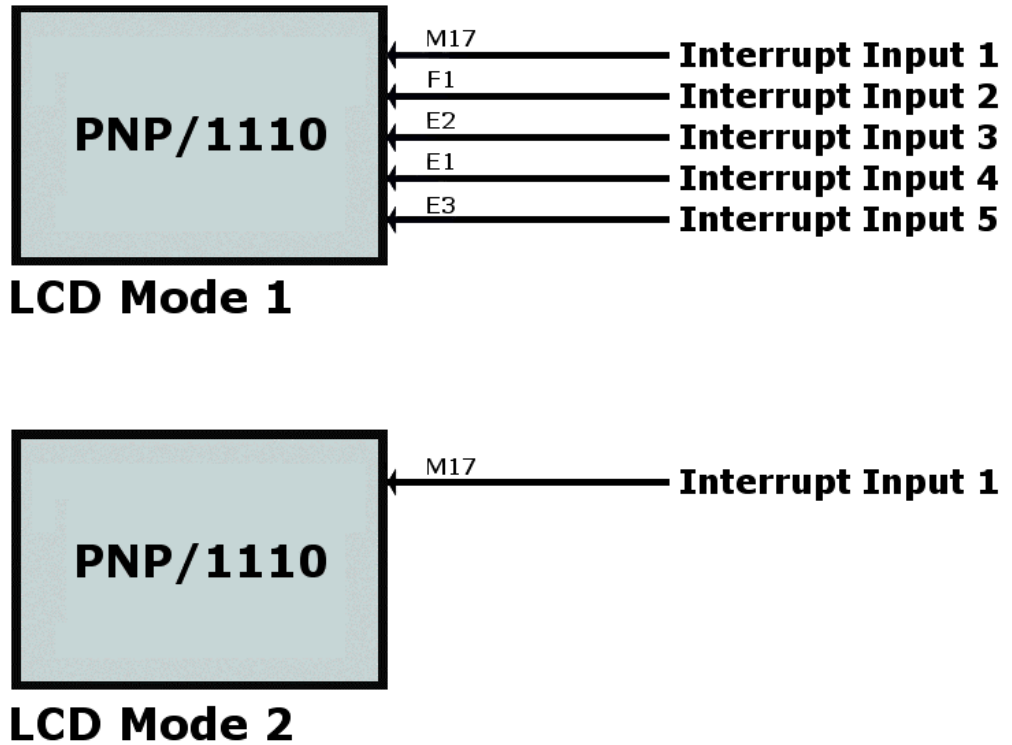 M17 Interrupt Input 1
F1 Interrupt Input 2
PNP/1110 E2 Interrupt Input 3
E1 Interrupt Input 4
E3 Interrupt Input 5
LCD Mode 1
M17 Interrupt Input 1
PNP/1110
LCD Mode 2